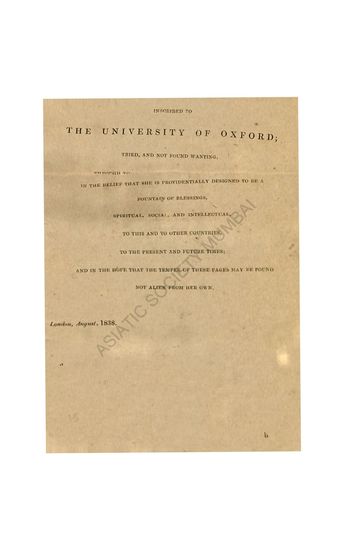 INSCRIBED TO
THE UNIVERSITY OF OXFORD;
TRIED, AND NOT FOUND WANTING,
IN THE BELIEF THAT SHE IS PROVIDENTIALLY DESIGNED TO BE A
FOUNTAIN OF BLESSINGS,
SPIRITUAL, SOCIAL, AND INTELLECTUAL,
TO THIS AND TO OTHER COUNTRIES,
TO THE PRESENT AND FUTURE TIMES;
AND IN THE HOPE THAT THE TEMPER OF THESE PAGES MAY BE FOUND
NOT ALIEN FROM HER OWN.
London, August, 1838.
ASIATIC SOCIETY MUMBAI
b